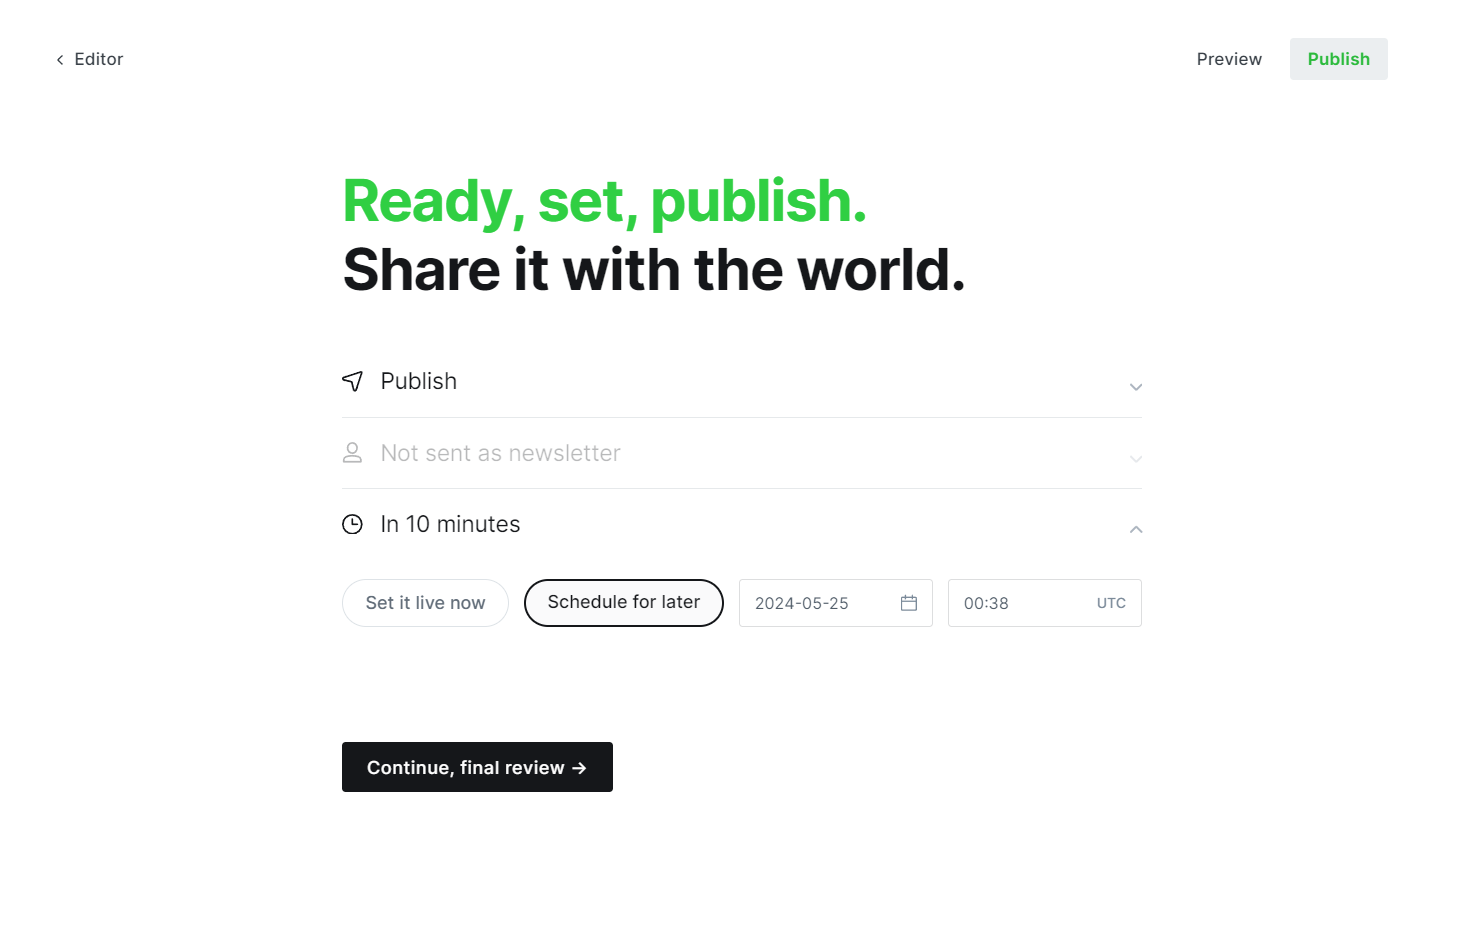 Editor
Preview
Publish
Ready, set, publish.
Share it with the world.
Publish
Not sent as newsletter
In 10 minutes
Set it live now
Schedule for later
2024-05-25
00:38
UTC
Continue, final review →